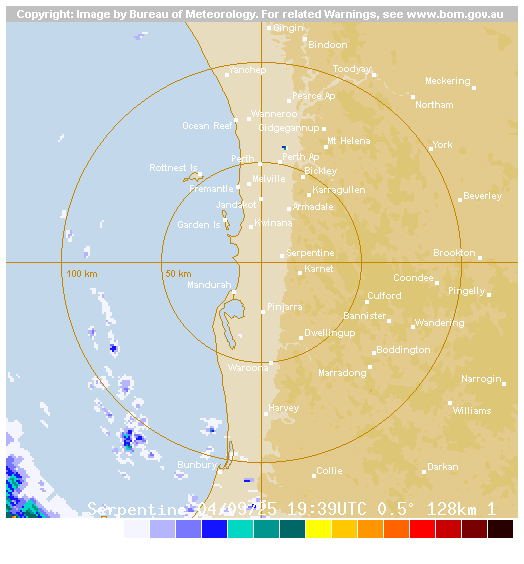 Copyright: Image by Bureau of Meteorology. For related Warnings, see www.bom.gov.au
Gingin
Bindoon
Yanchep
Toodyay
Meckering
Pearce Ap
Northam
Wanneroo
Ocean Reef
Gidgegannup
Mt Helena
York
Perth
Perth Ap
Rottnest Is
Bickley
Melville
Fremantle
Karragullen
Beverley
Jandakot
Armadale
Garden Is
Kwinana
Serpentine
Brookton
100 km
50 km
Karnet
Coondee
Mandurah
Pingelly
Culford
Pinjarra
Bannister
Wandering
Dwellingup
Boddington
Waroona
Marradong
Narrogin
Harvey
Williams
Bunbury
Collie
Darkan
Serpentine 04/09/25 19:39UTC 0.5° 128km 1